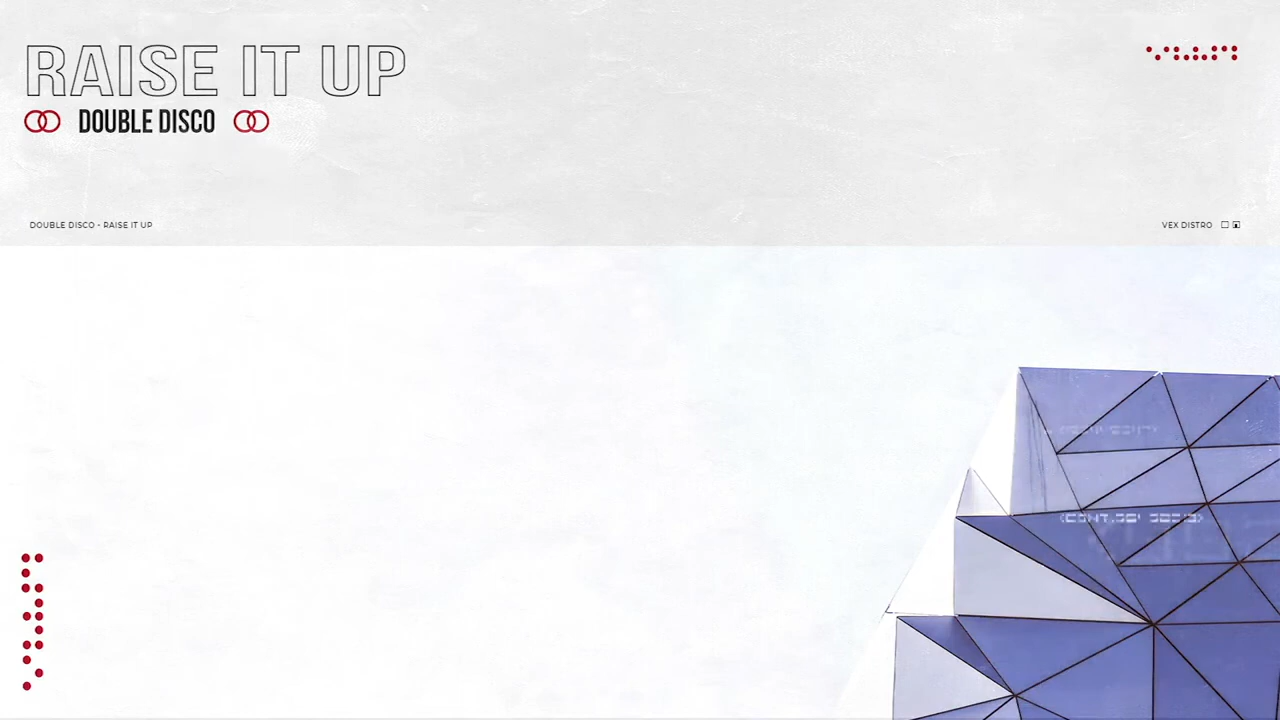 RAISE IT UP
DOUBLE DISCO
DOUBLE DISCO - RAISE IT UP
VEX DISTRO